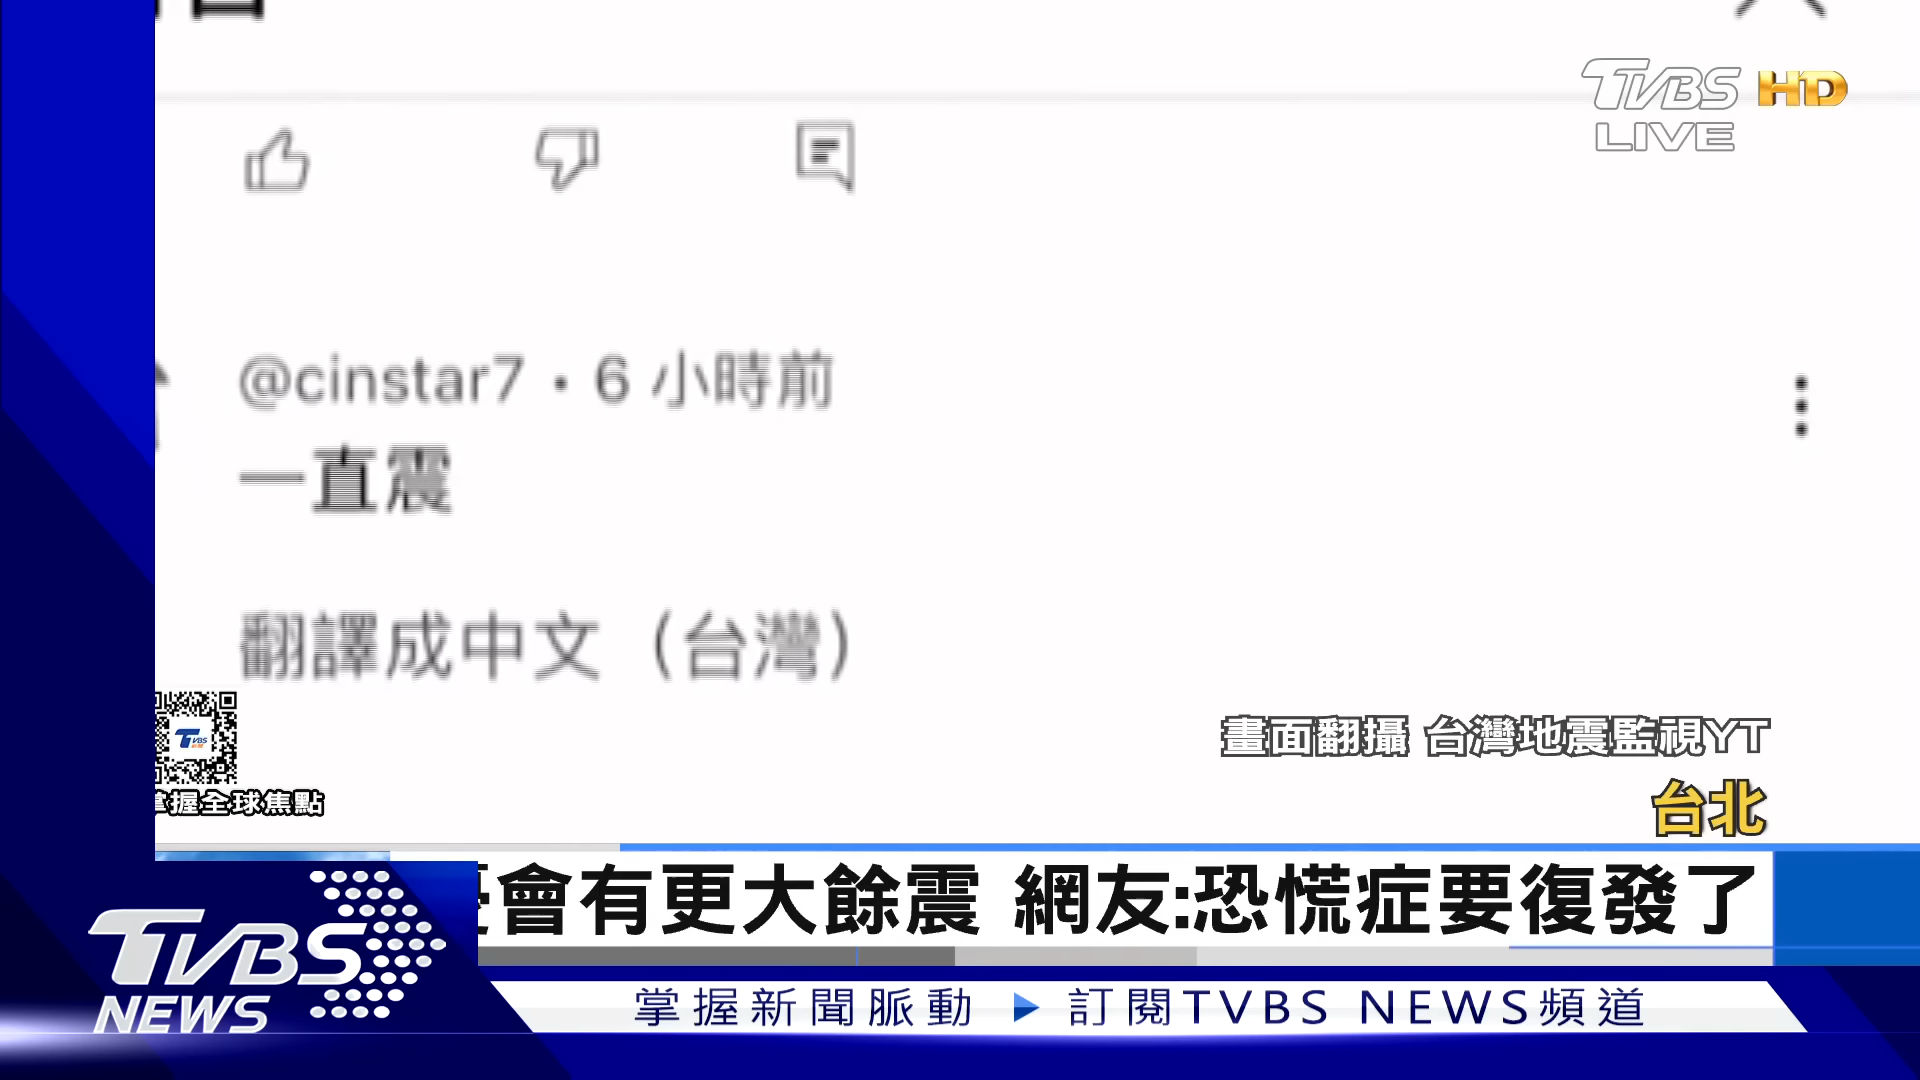 TVBS HD
LIVE
@cinstar7・6 小時前
一直震
翻譯成中文（台灣）
TVBS
畫面翻攝 台灣地震監視YT
握全球焦點
台北
會有更大餘震 網友:恐慌症要復發了
TVBS
NEWS
掌握新聞脈動 ▶ 訂閱TVBS NEWS頻道